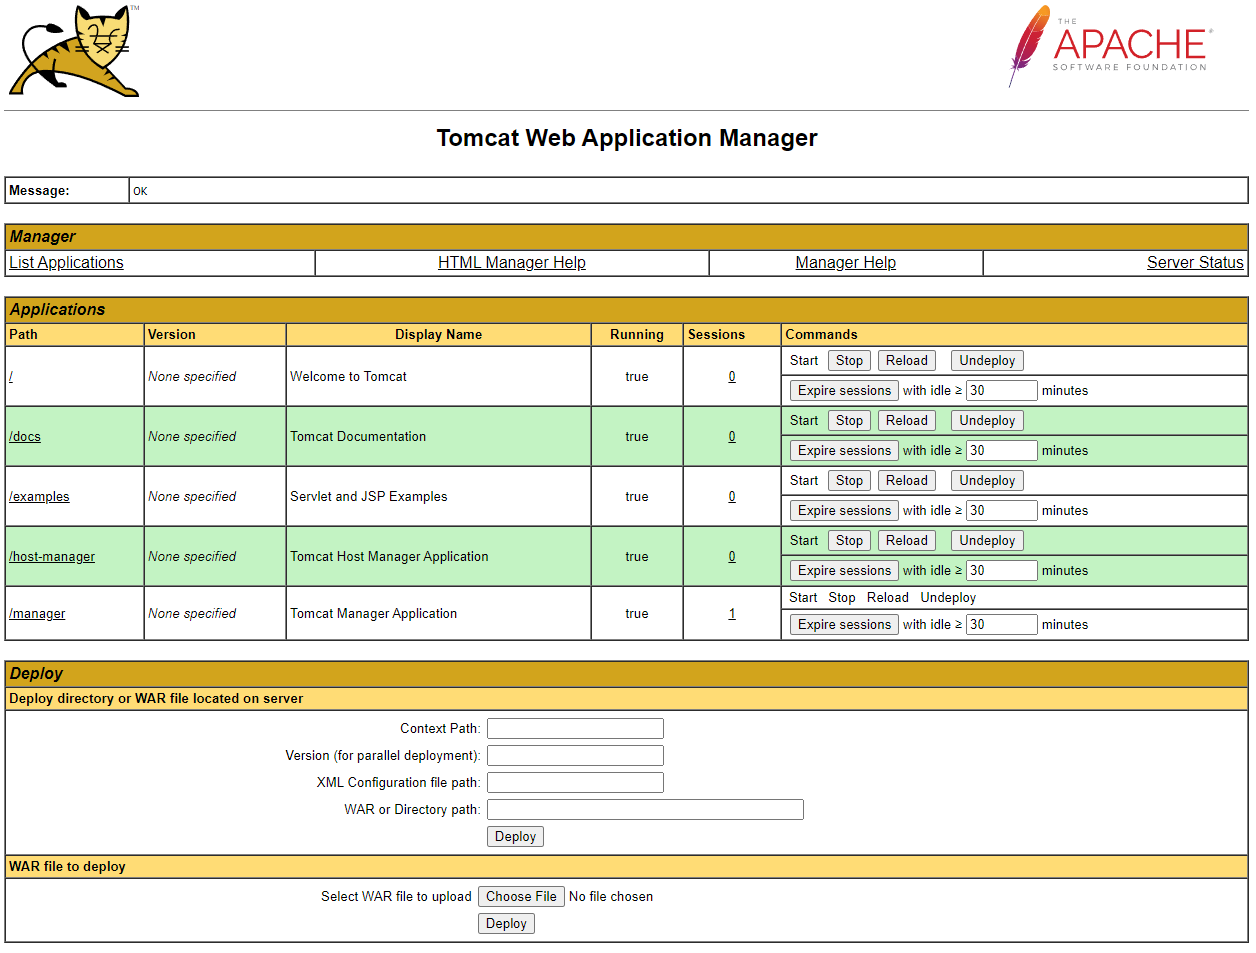 TM
THE
APACHE®
SOFTWARE FOUNDATION
Tomcat Web Application Manager
Message: OK
Manager
List Applications HTML Manager Help Manager Help Server Status
Applications
Path Version Display Name Running Sessions Commands
/ None specified Welcome to Tomcat true 0 Start Stop Reload Undeploy
Expire sessions with idle ≥ 30 minutes
/docs None specified Tomcat Documentation true 0 Start Stop Reload Undeploy
Expire sessions with idle ≥ 30 minutes
/examples None specified Servlet and JSP Examples true 0 Start Stop Reload Undeploy
Expire sessions with idle ≥ 30 minutes
/host-manager None specified Tomcat Host Manager Application true 0 Start Stop Reload Undeploy
Expire sessions with idle ≥ 30 minutes
/manager None specified Tomcat Manager Application true 1 Start Stop Reload Undeploy
Expire sessions with idle ≥ 30 minutes
Deploy
Deploy directory or WAR file located on server
Context Path:
Version (for parallel deployment):
XML Configuration file path:
WAR or Directory path:
Deploy
WAR file to deploy
Select WAR file to upload Choose File No file chosen
Deploy